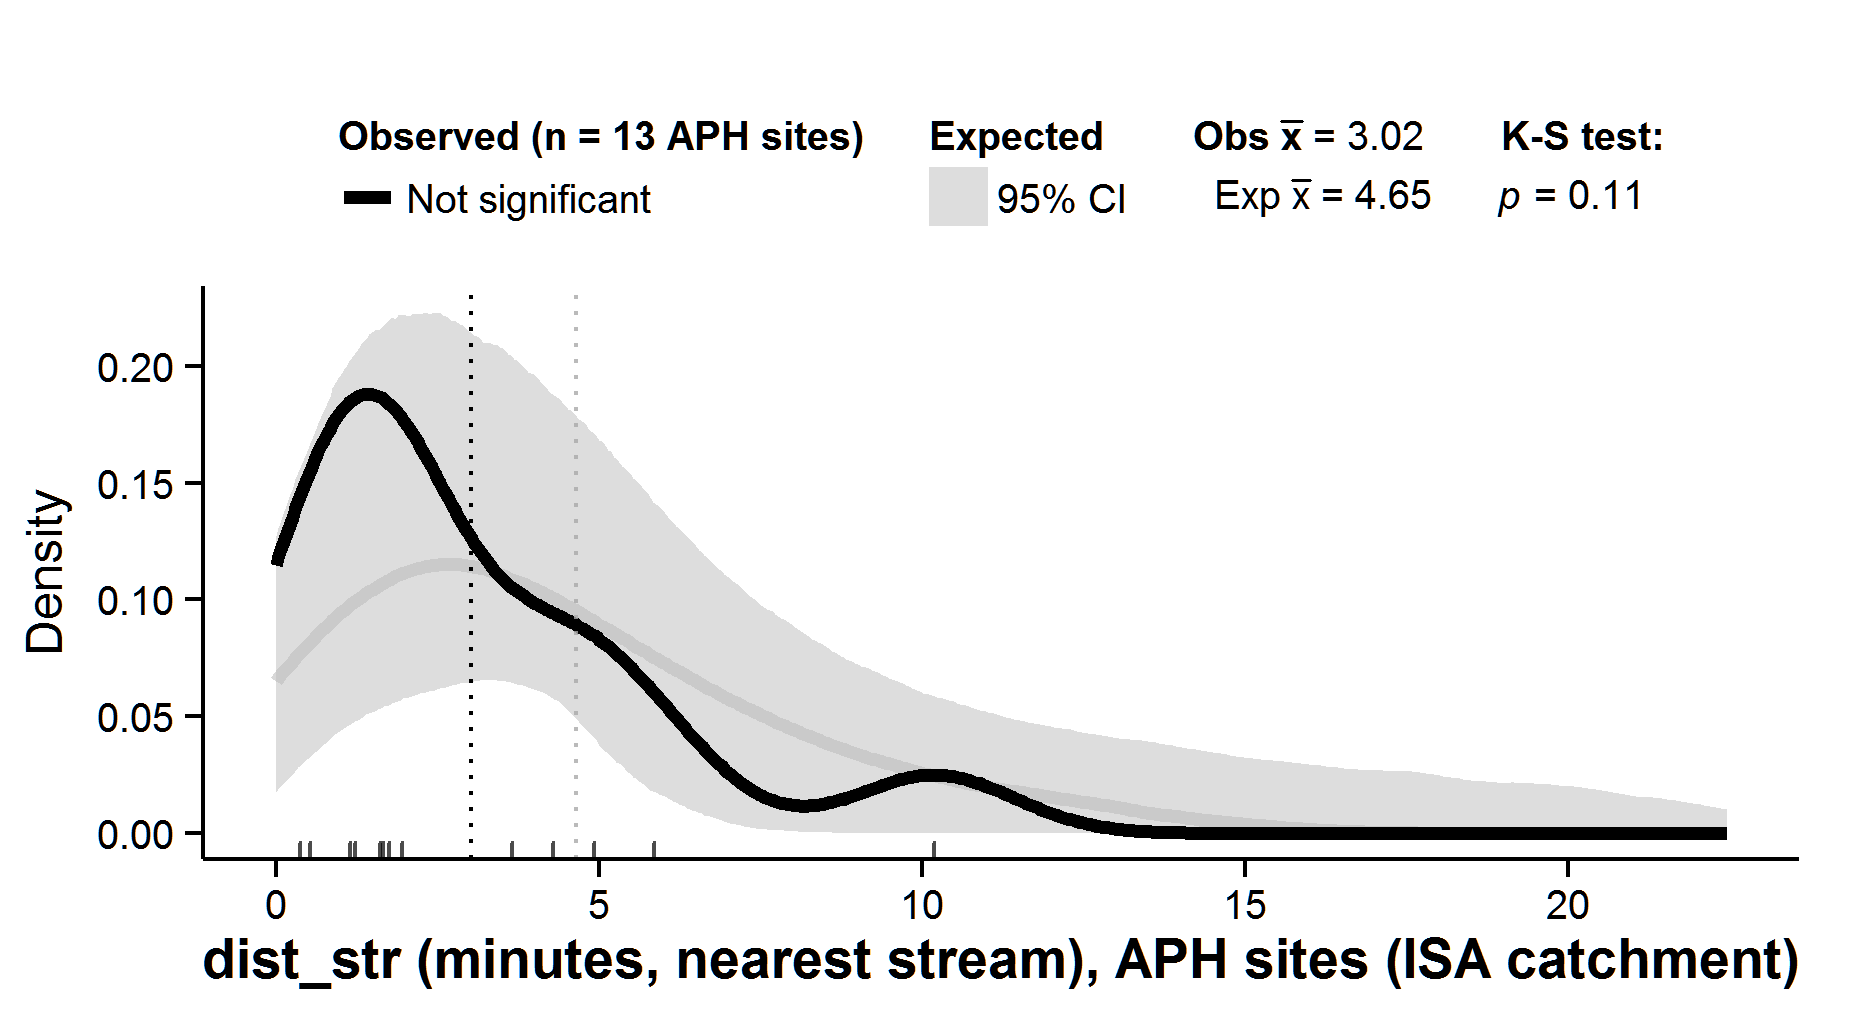 Observed (n = 13 APH sites) Expected Obs x̅ = 3.02 K-S test:
Not significant 95% CI Exp x̅ = 4.65 p = 0.11
Density
0.20
0.15
0.10
0.05
0.00
0 5 10 15 20
dist_str (minutes, nearest stream), APH sites (ISA catchment)